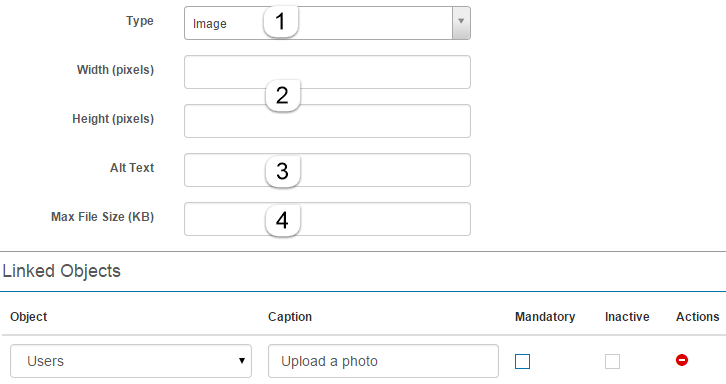 Type Image 1
Width (pixels)
2
Height (pixels)
Alt Text 3
Max File Size (KB) 4
Linked Objects
Object Caption Mandatory Inactive Actions
Users Upload a photo